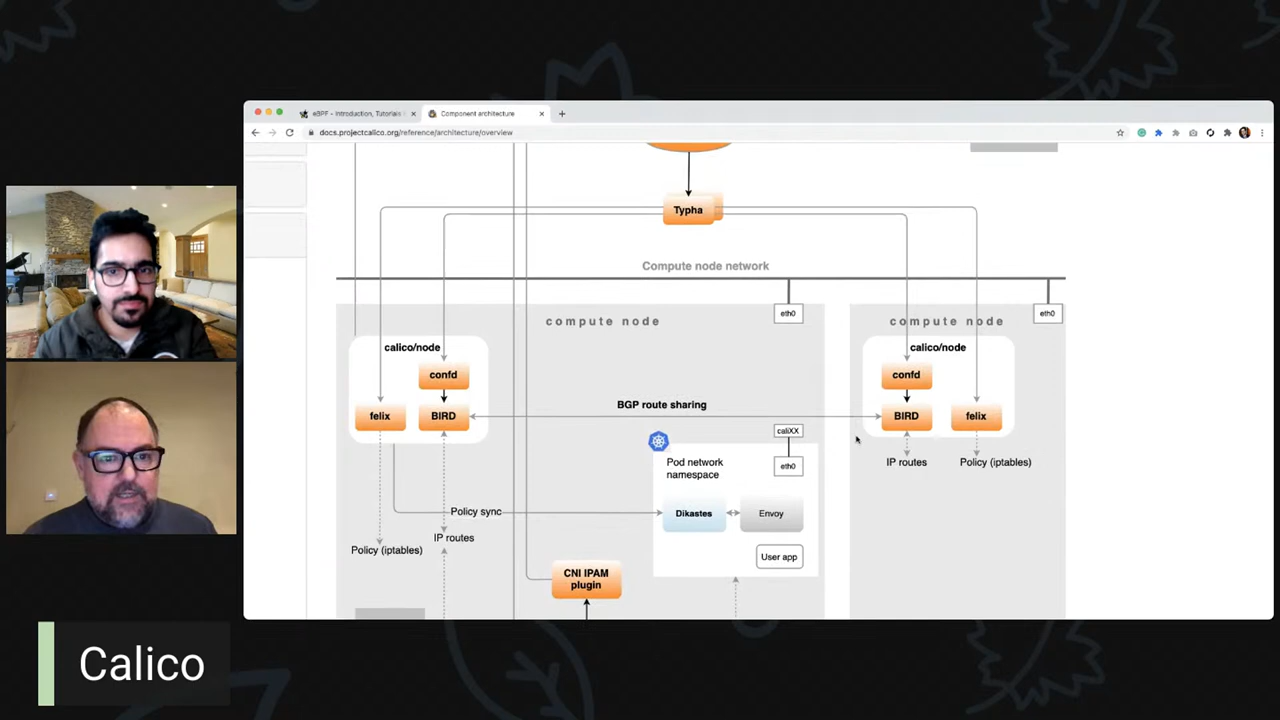 eBPF - Introduction, Tutorials
Component architecture
docs.projectcalico.org/reference/architecture/overview
Typha
Compute node network
eth0
eth0
compute node
compute node
calico/node
calico/node
confd
confd
BGP route sharing
felix
BIRD
BIRD
felix
caliXX
Pod network
namespace
eth0
IP routes
Policy (iptables)
Policy sync
Dikastes
Envoy
IP routes
Policy (iptables)
User app
CNI IPAM
plugin
Calico